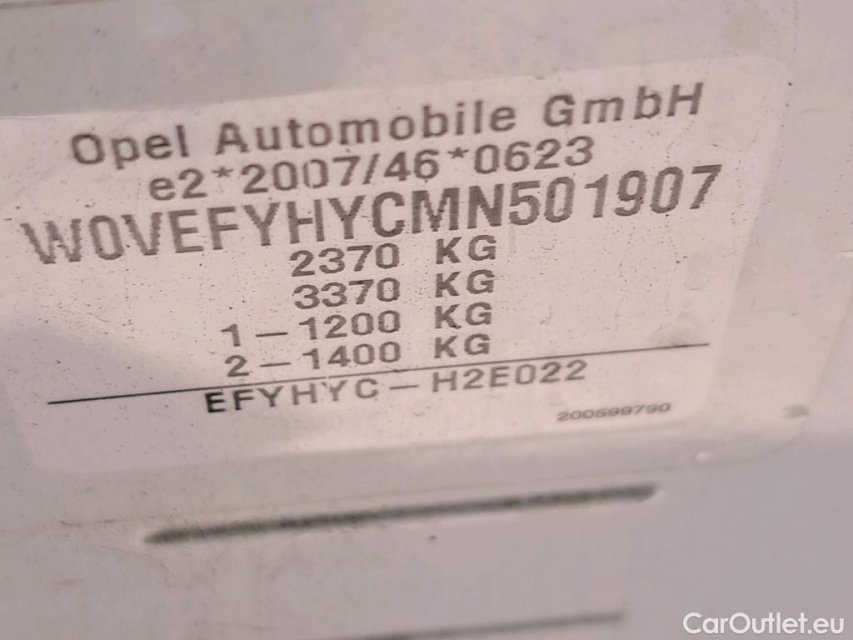 Opel Automobile GmbH
e2*2007/46*0623
W0VEFYHYCMN501907
2370 KG
3370 KG
1 – 1200 KG
2 – 1400 KG
EFYHYC – H2E022
200599790
CarOutlet.eu